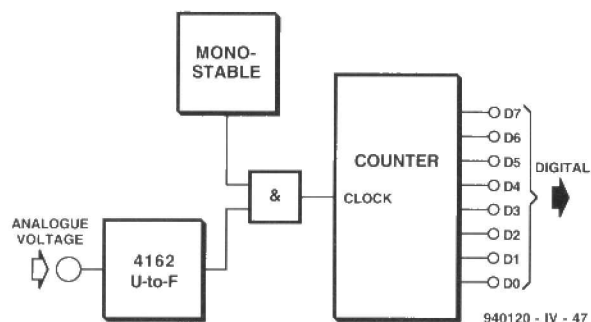 MONO-
STABLE
COUNTER
CLOCK
&
ANALOGUE
VOLTAGE
4162
U-to-F
D7
D6
D5
D4
D3
D2
D1
D0
DIGITAL
940120 - IV - 47